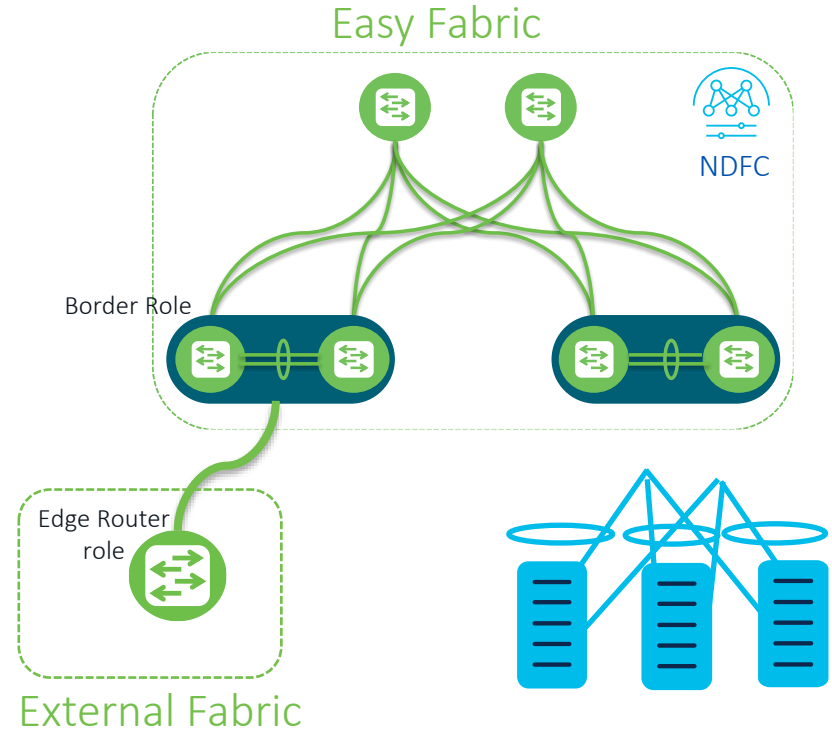 Easy Fabric
NDFC
Border Role
Edge Router
role
External Fabric